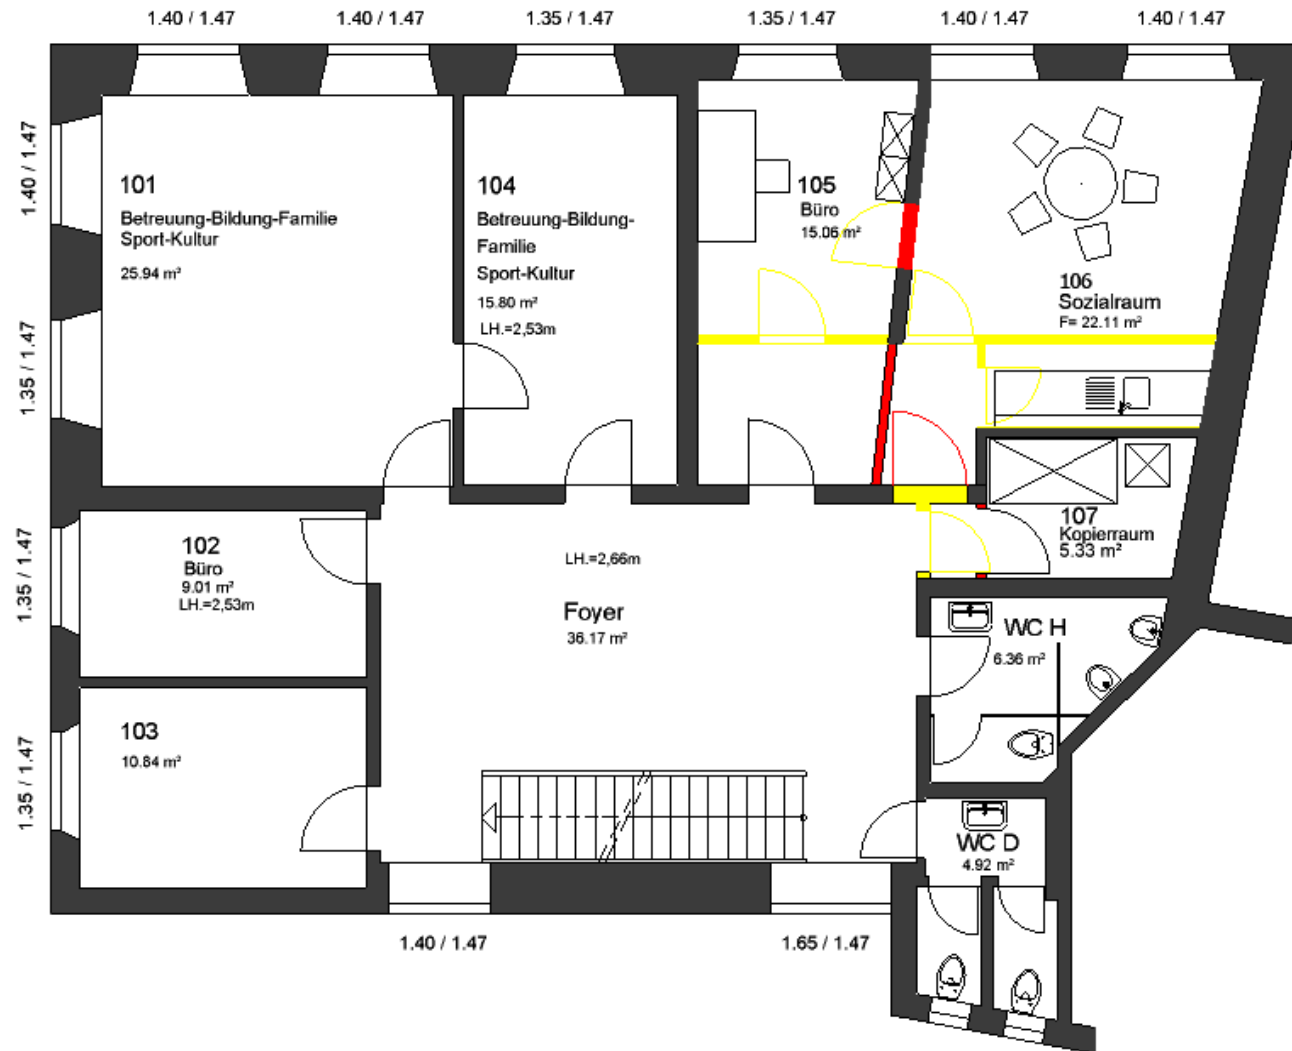 1.40 / 1.47
1.40 / 1.47
1.35 / 1.47
1.35 / 1.47
1.40 / 1.47
1.40 / 1.47
1.40 / 1.47
1.35 / 1.47
1.35 / 1.47
1.35 / 1.47
101
Betreuung-Bildung-Familie
Sport-Kultur
25.94 m²
104
Betreuung-Bildung-
Familie
Sport-Kultur
15.80 m²
LH.=2,53m
105
Büro
15.06 m²
106
Sozialraum
F= 22.11 m²
107
Kopierraum
5.33 m²
102
Büro
9.01 m²
LH.=2,53m
LH.=2,66m
Foyer
36.17 m²
WC H
6.36 m²
103
10.84 m²
WC D
4.92 m²
1.40 / 1.47
1.65 / 1.47